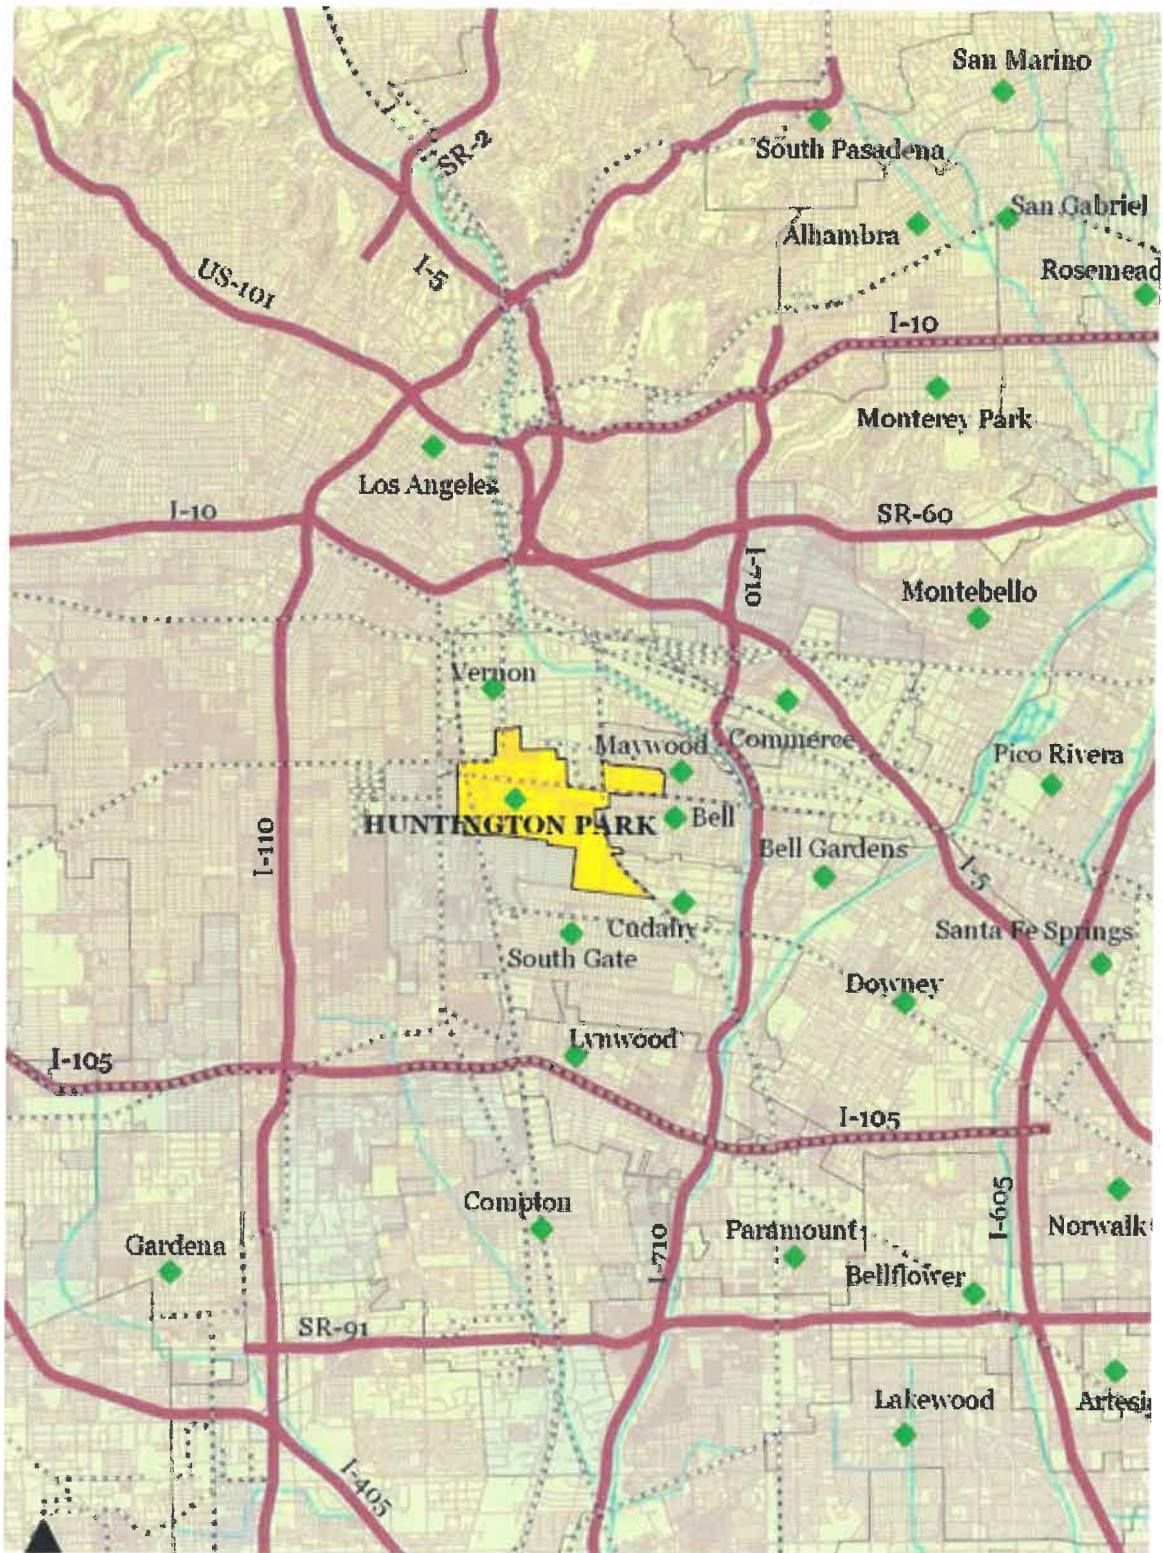 San Marino
SR-2
South Pasadena
San Gabriel
Alhambra
I-5
US-101
Rosemead
I-10
Monterey Park
Los Angeles
I-10
SR-60
I-710
Montebello
Vernon
Maywood
Commerce
Pico Rivera
HUNTINGTON PARK
Bell
I-110
Bell Gardens
I-5
Cudahy
Santa Fe Springs
South Gate
Downey
Lynwood
I-105
I-105
Compton
I-605
Paramount
Norwalk
Gardena
I-710
Bellflower
SR-91
Lakewood
Artesia
I-405